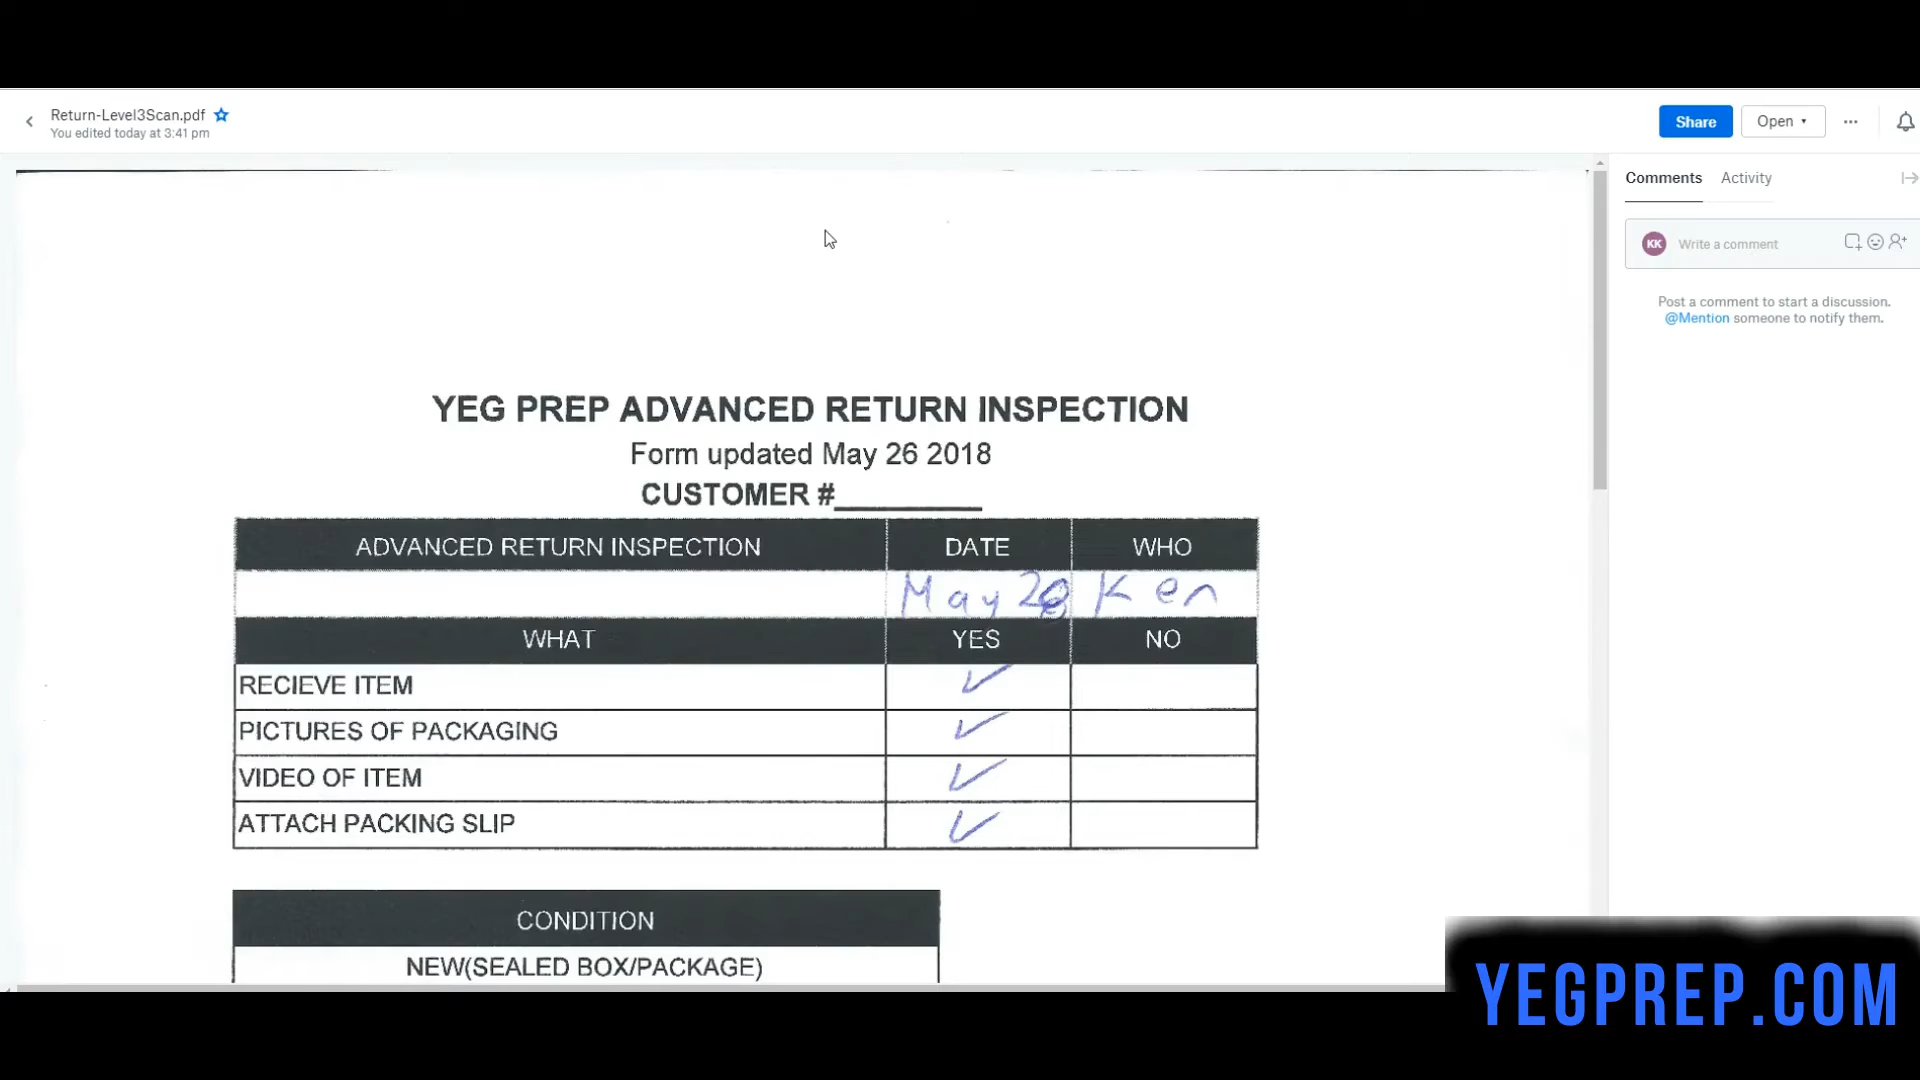 Return-Level3Scan.pdf
You edited today at 3:41 pm
Share
Open
Comments Activity
KK Write a comment
Post a comment to start a discussion.
@Mention someone to notify them.
YEG PREP ADVANCED RETURN INSPECTION
Form updated May 26 2018
CUSTOMER #_________
ADVANCED RETURN INSPECTION DATE WHO
May 28 Ken
WHAT YES NO
RECIEVE ITEM
PICTURES OF PACKAGING
VIDEO OF ITEM
ATTACH PACKING SLIP
CONDITION
NEW(SEALED BOX/PACKAGE)
YEGPREP.COM